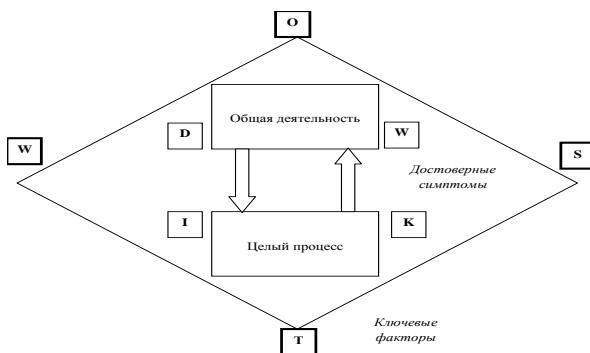 O
Общая деятельность
W
D
W
S
Достоверные
симптомы
I
K
Целый процесс
Ключевые
факторы
T